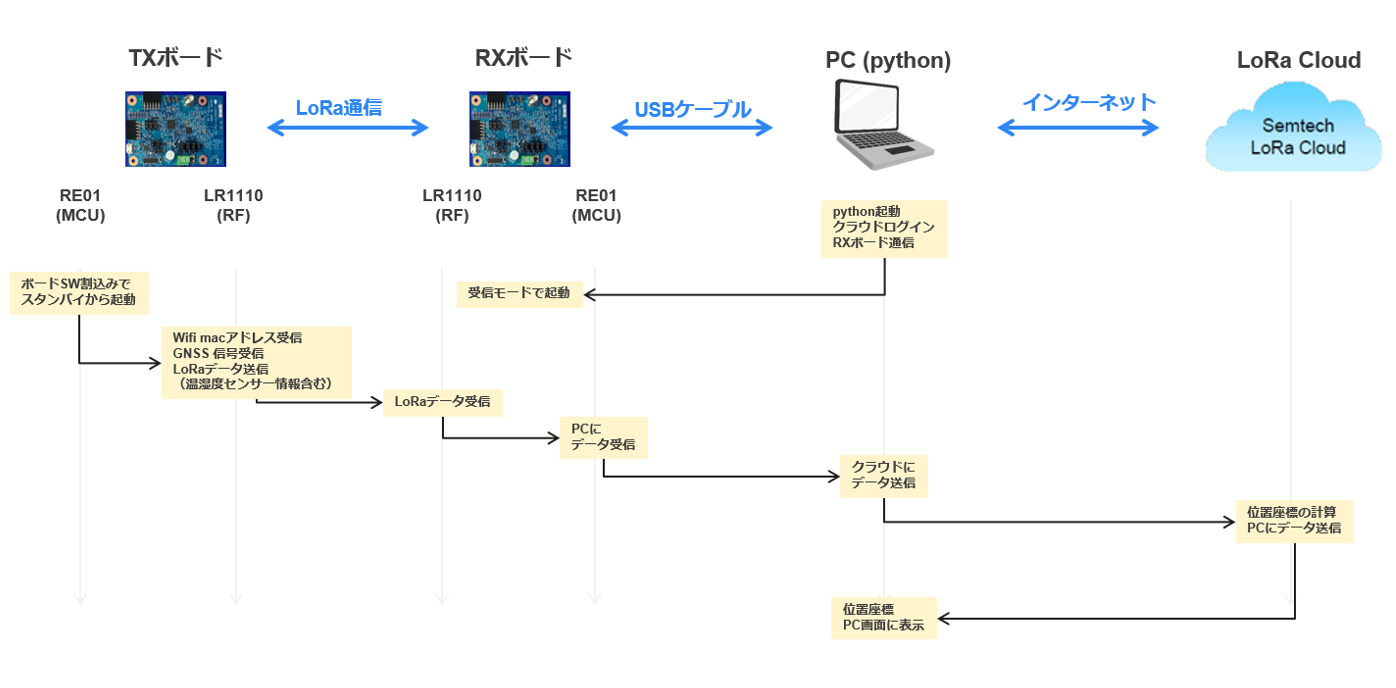 TXボード
RXボード
PC (python)
LoRa Cloud
LoRa通信
USBケーブル
インターネット
Semtech
LoRa Cloud
RE01
(MCU)
LR1110
(RF)
LR1110
(RF)
RE01
(MCU)
python起動
クラウドログイン
RXボード通信
ボードSW割込みで
スタンバイから起動
受信モードで起動
Wifi macアドレス受信
GNSS 信号受信
LoRaデータ送信
（温湿度センサー情報含む）
LoRaデータ受信
PCに
データ受信
クラウドに
データ送信
位置座標の計算
PCにデータ送信
位置座標
PC画面に表示